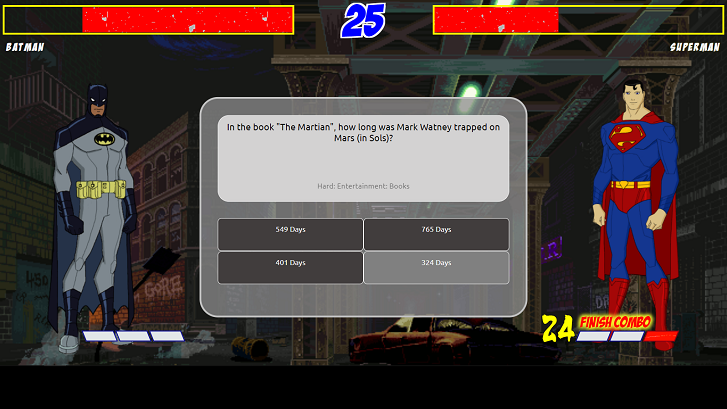 25
BATMAN
SUPERMAN
In the book "The Martian", how long was Mark Watney trapped on
Mars (in Sols)?
Hard: Entertainment: Books
549 Days
765 Days
401 Days
324 Days
24 FINISH COMBO